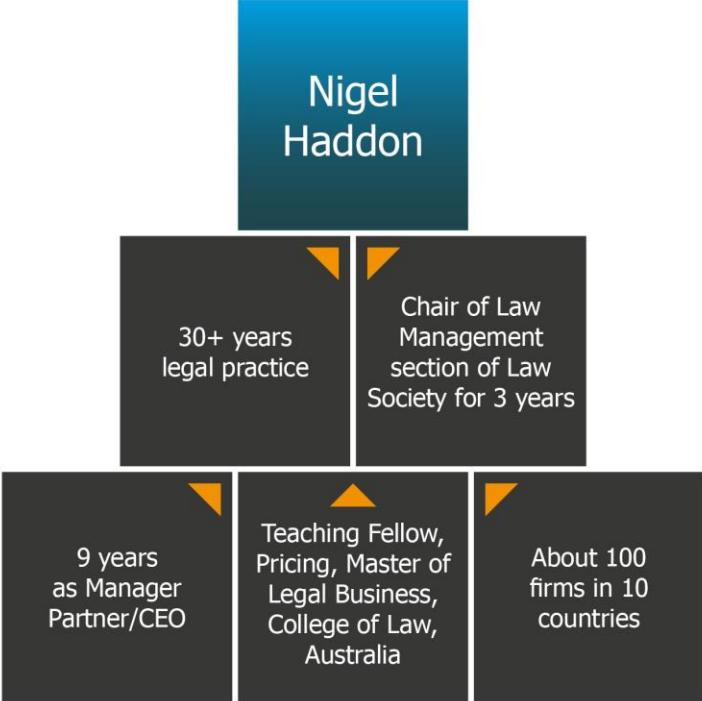 Nigel
Haddon
30+ years
legal practice
Chair of Law
Management
section of Law
Society for 3 years
9 years
as Manager
Partner/CEO
Teaching Fellow,
Pricing, Master of
Legal Business,
College of Law,
Australia
About 100
firms in 10
countries